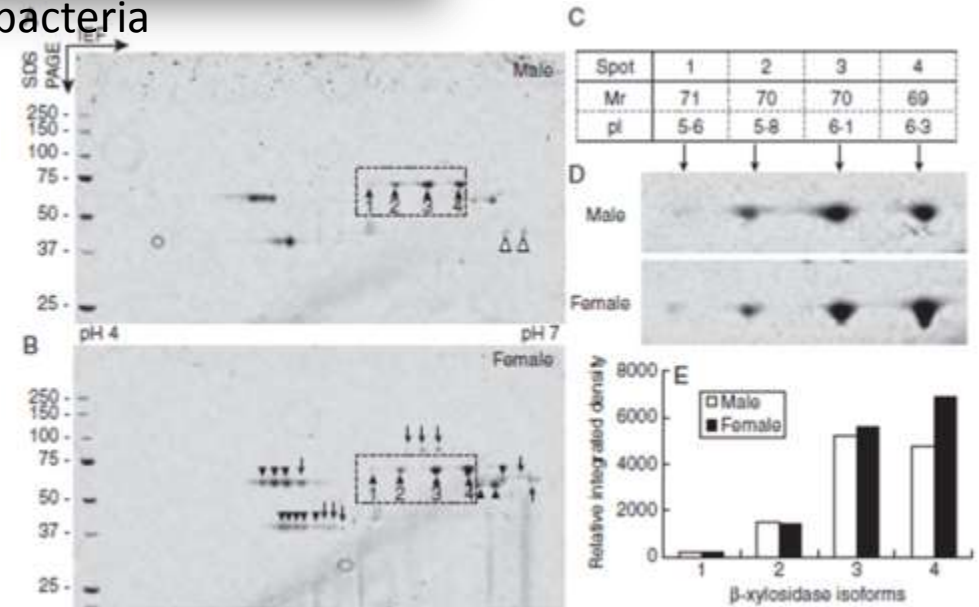 bacteria
IEF
SDS
PAGE
Male
250 -
150 -
100 -
75 -
50 -
37 -
25 -
1 2 3 4
pH 4 pH 7
B
Female
250 -
150 -
100 -
75 -
50 -
37 -
25 -
1 2 3 4
C
Spot 1 2 3 4
Mr 71 70 70 69
pI 5·6 5·8 6·1 6·3
D
Male
Female
E
Relative integrated density
8000
6000
4000
2000
0
Male
Female
1 2 3 4
β-xylosidase isoforms